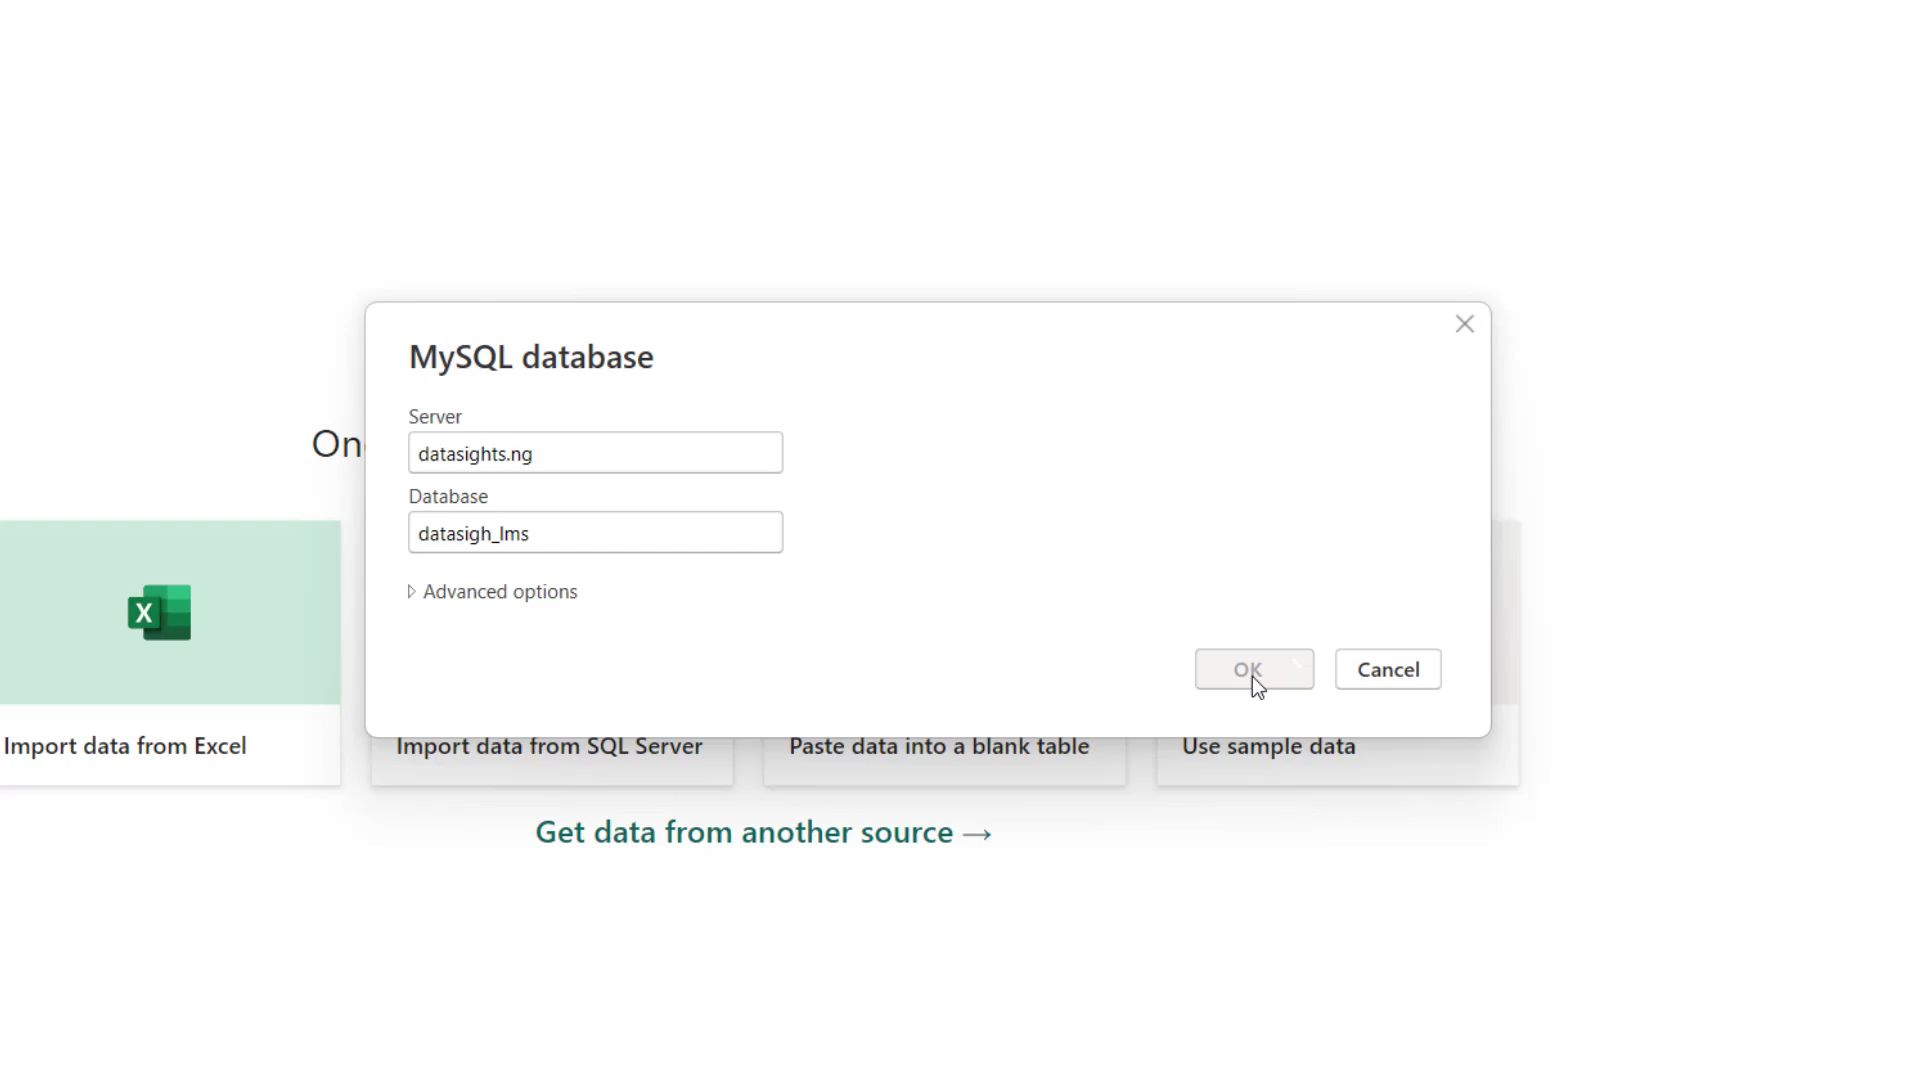 MySQL database
Server
datasights.ng
Database
datasigh_lms
Advanced options
OK
Cancel
X
Import data from Excel
Import data from SQL Server
Paste data into a blank table
Use sample data
Get data from another source →